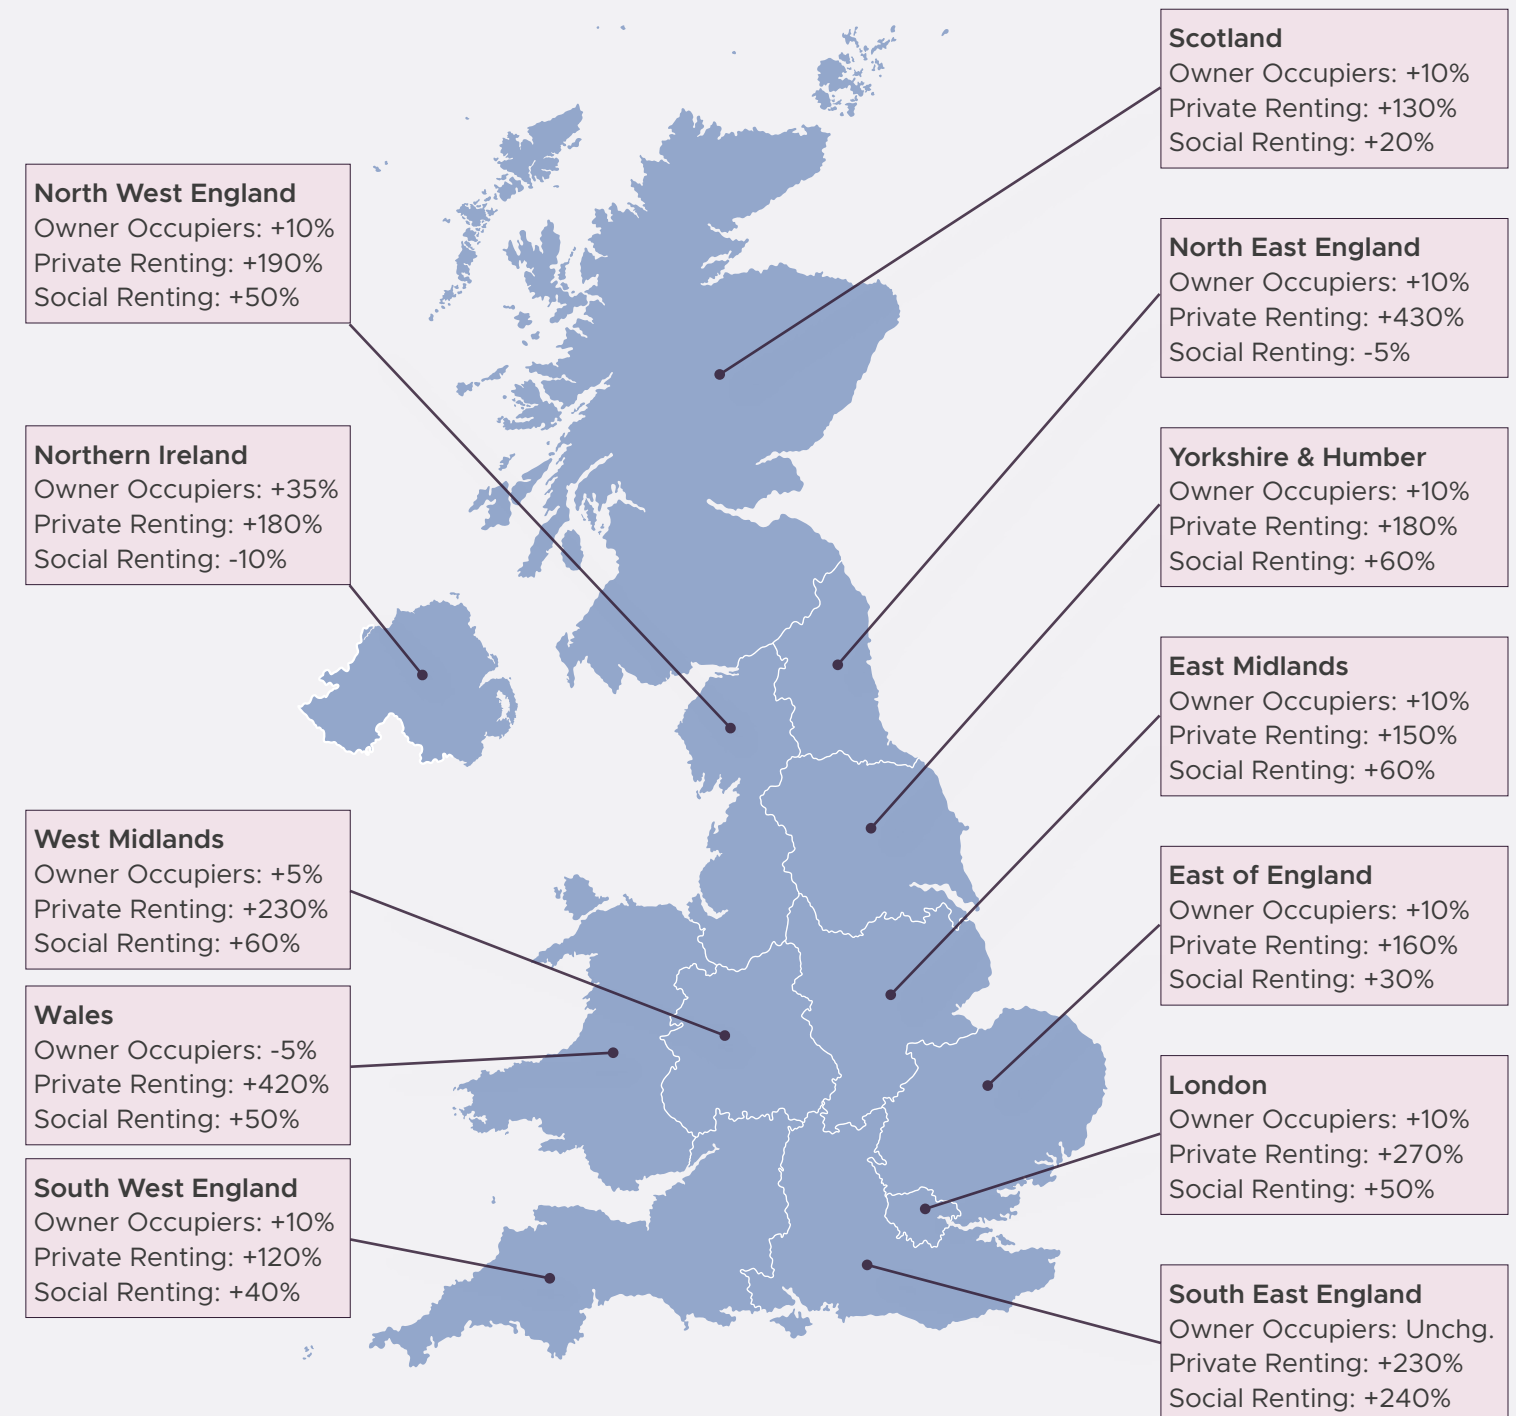 Scotland
Owner Occupiers: +10%
Private Renting: +130%
Social Renting: +20%
North West England
Owner Occupiers: +10%
Private Renting: +190%
Social Renting: +50%
North East England
Owner Occupiers: +10%
Private Renting: +430%
Social Renting: -5%
Northern Ireland
Owner Occupiers: +35%
Private Renting: +180%
Social Renting: -10%
Yorkshire & Humber
Owner Occupiers: +10%
Private Renting: +180%
Social Renting: +60%
East Midlands
Owner Occupiers: +10%
Private Renting: +150%
Social Renting: +60%
West Midlands
Owner Occupiers: +5%
Private Renting: +230%
Social Renting: +60%
East of England
Owner Occupiers: +10%
Private Renting: +160%
Social Renting: +30%
Wales
Owner Occupiers: -5%
Private Renting: +420%
Social Renting: +50%
London
Owner Occupiers: +10%
Private Renting: +270%
Social Renting: +50%
South West England
Owner Occupiers: +10%
Private Renting: +120%
Social Renting: +40%
South East England
Owner Occupiers: Unchg.
Private Renting: +230%
Social Renting: +240%